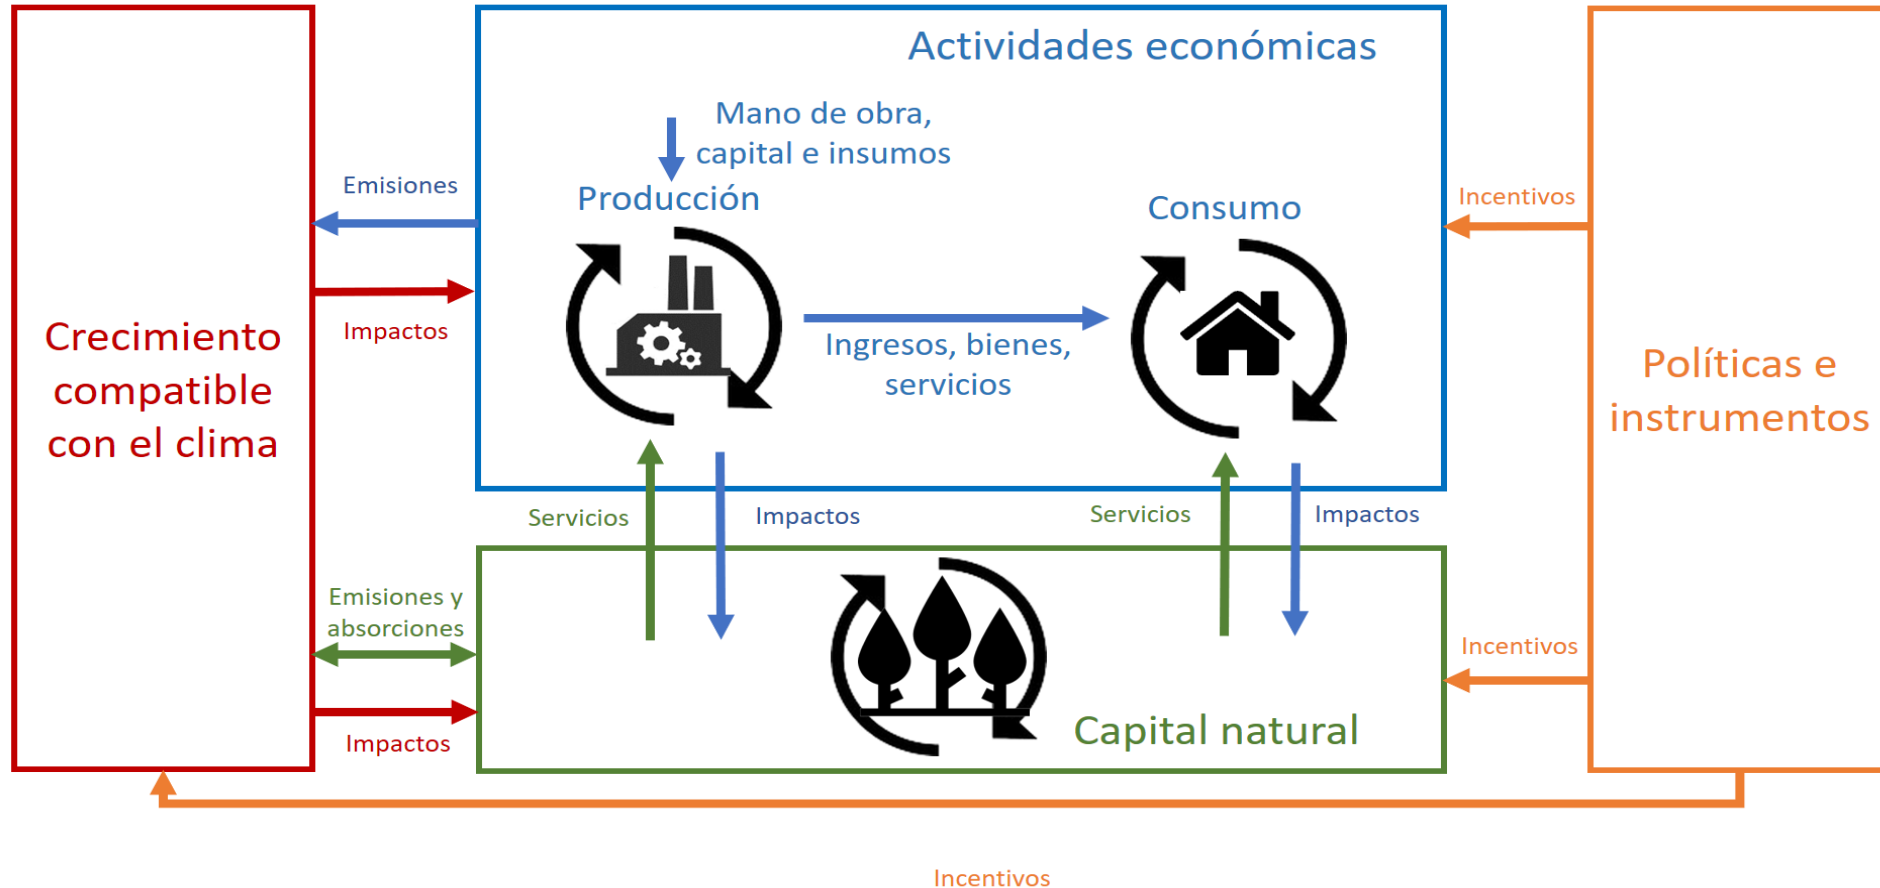 Actividades económicas
Mano de obra,
capital e insumos
Emisiones
Producción
Consumo
Incentivos
Impactos
Crecimiento
compatible
con el clima
Ingresos, bienes,
servicios
Políticas e
instrumentos
Servicios
Impactos
Servicios
Impactos
Emisiones y
absorciones
Incentivos
Impactos
Capital natural
Incentivos